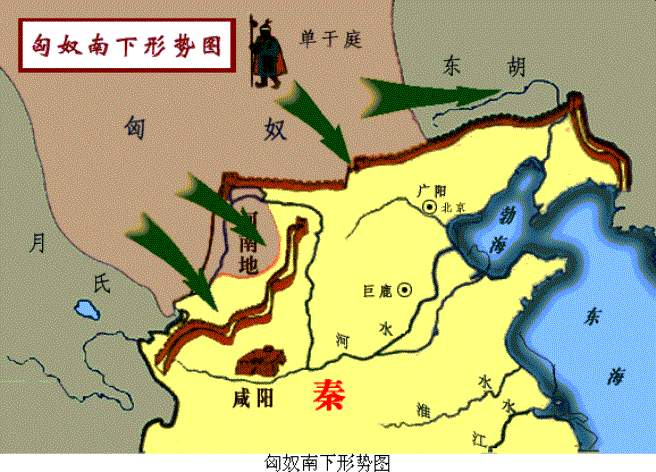 匈奴南下形势图
单于庭
东胡
匈奴
月氏
河南地
广阳
北京
渤海
巨鹿
河水
东海
咸阳
秦
淮水
江水
匈奴南下形势图